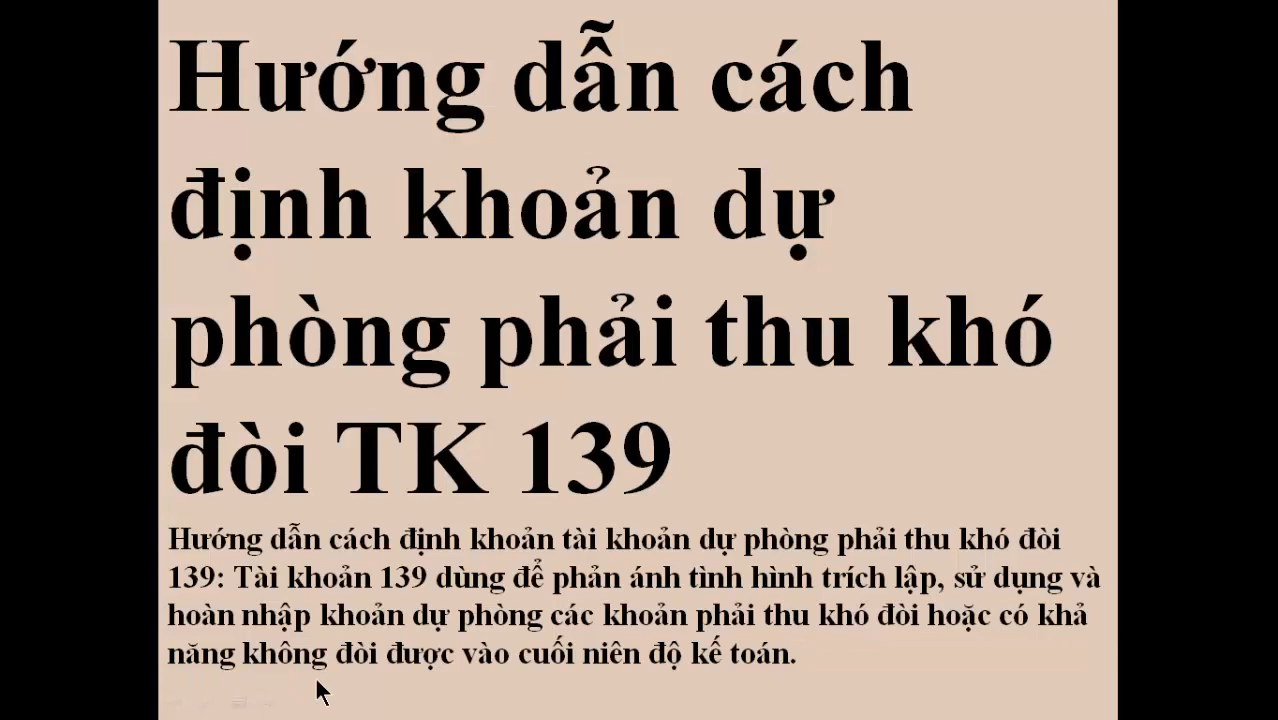 Hướng dẫn cách
định khoản dự
phòng phải thu khó
đòi TK 139
Hướng dẫn cách định khoản tài khoản dự phòng phải thu khó đòi
139: Tài khoản 139 dùng để phản ánh tình hình trích lập, sử dụng và
hoàn nhập khoản dự phòng các khoản phải thu khó đòi hoặc có khả
năng không đòi được vào cuối niên độ kế toán.